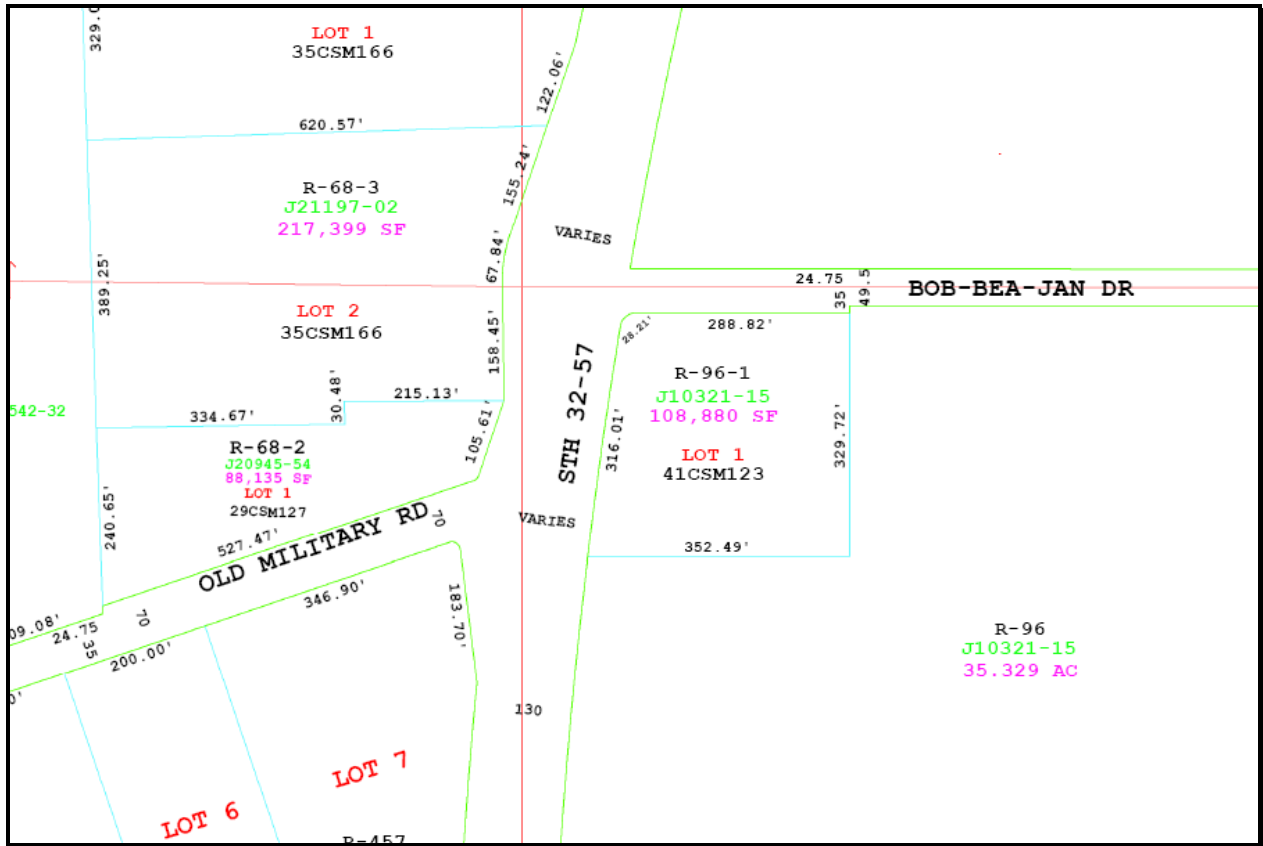 329.0
LOT 1
35CSM166
122.06'
620.57'
155.24'
R-68-3
J21197-02
217,399 SF
VARIES
67.84'
389.25'
24.75
35
49.5
BOB-BEA-JAN DR
LOT 2
35CSM166
158.45'
28.21'
288.82'
STH 32-57
R-96-1
J10321-15
108,880 SF
LOT 1
41CSM123
316.01'
329.72'
30.48'
215.13'
542-32
334.67'
105.61'
R-68-2
J20945-54
88,135 SF
LOT 1
29CSM127
240.65'
527.47'
OLD MILITARY RD
70
VARIES
352.49'
346.90'
183.70'
09.08'
24.75
35
70
200.00'
0'
R-96
J10321-15
35.329 AC
130
LOT 7
LOT 6
R-457